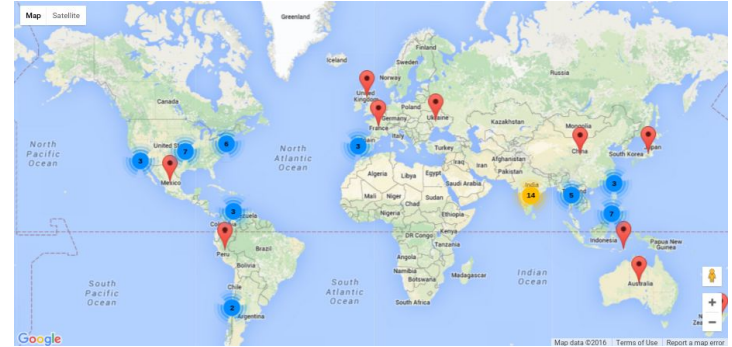 Map Satellite
Greenland
Iceland
Finland
Sweden
Norway
Russia
United
Kingdom
Canada
Poland
Germany
Ukraine
Kazakhstan
Mongolia
France
Italy
North
Pacific
Ocean
United
North
Atlantic
Ocean
Turkey
China
South Korea
Japan
Iraq
Iran
Afghanistan
Pakistan
Algeria
Libya
Egypt
Saudi Arabia
Mexico
India
Mali
Niger
Chad
Sudan
Nigeria
Ethiopia
Kenya
DR Congo
Tanzania
Indonesia
Papua New
Guinea
Brazil
Peru
Bolivia
Angola
Namibia
Botswana
Madagascar
Chile
South
Pacific
Ocean
South
Atlantic
Ocean
Indian
Ocean
Australia
South Africa
Argentina
3
7
6
3
3
2
14
5
3
7
+
−
Google
Map data ©2016 Terms of Use Report a map error